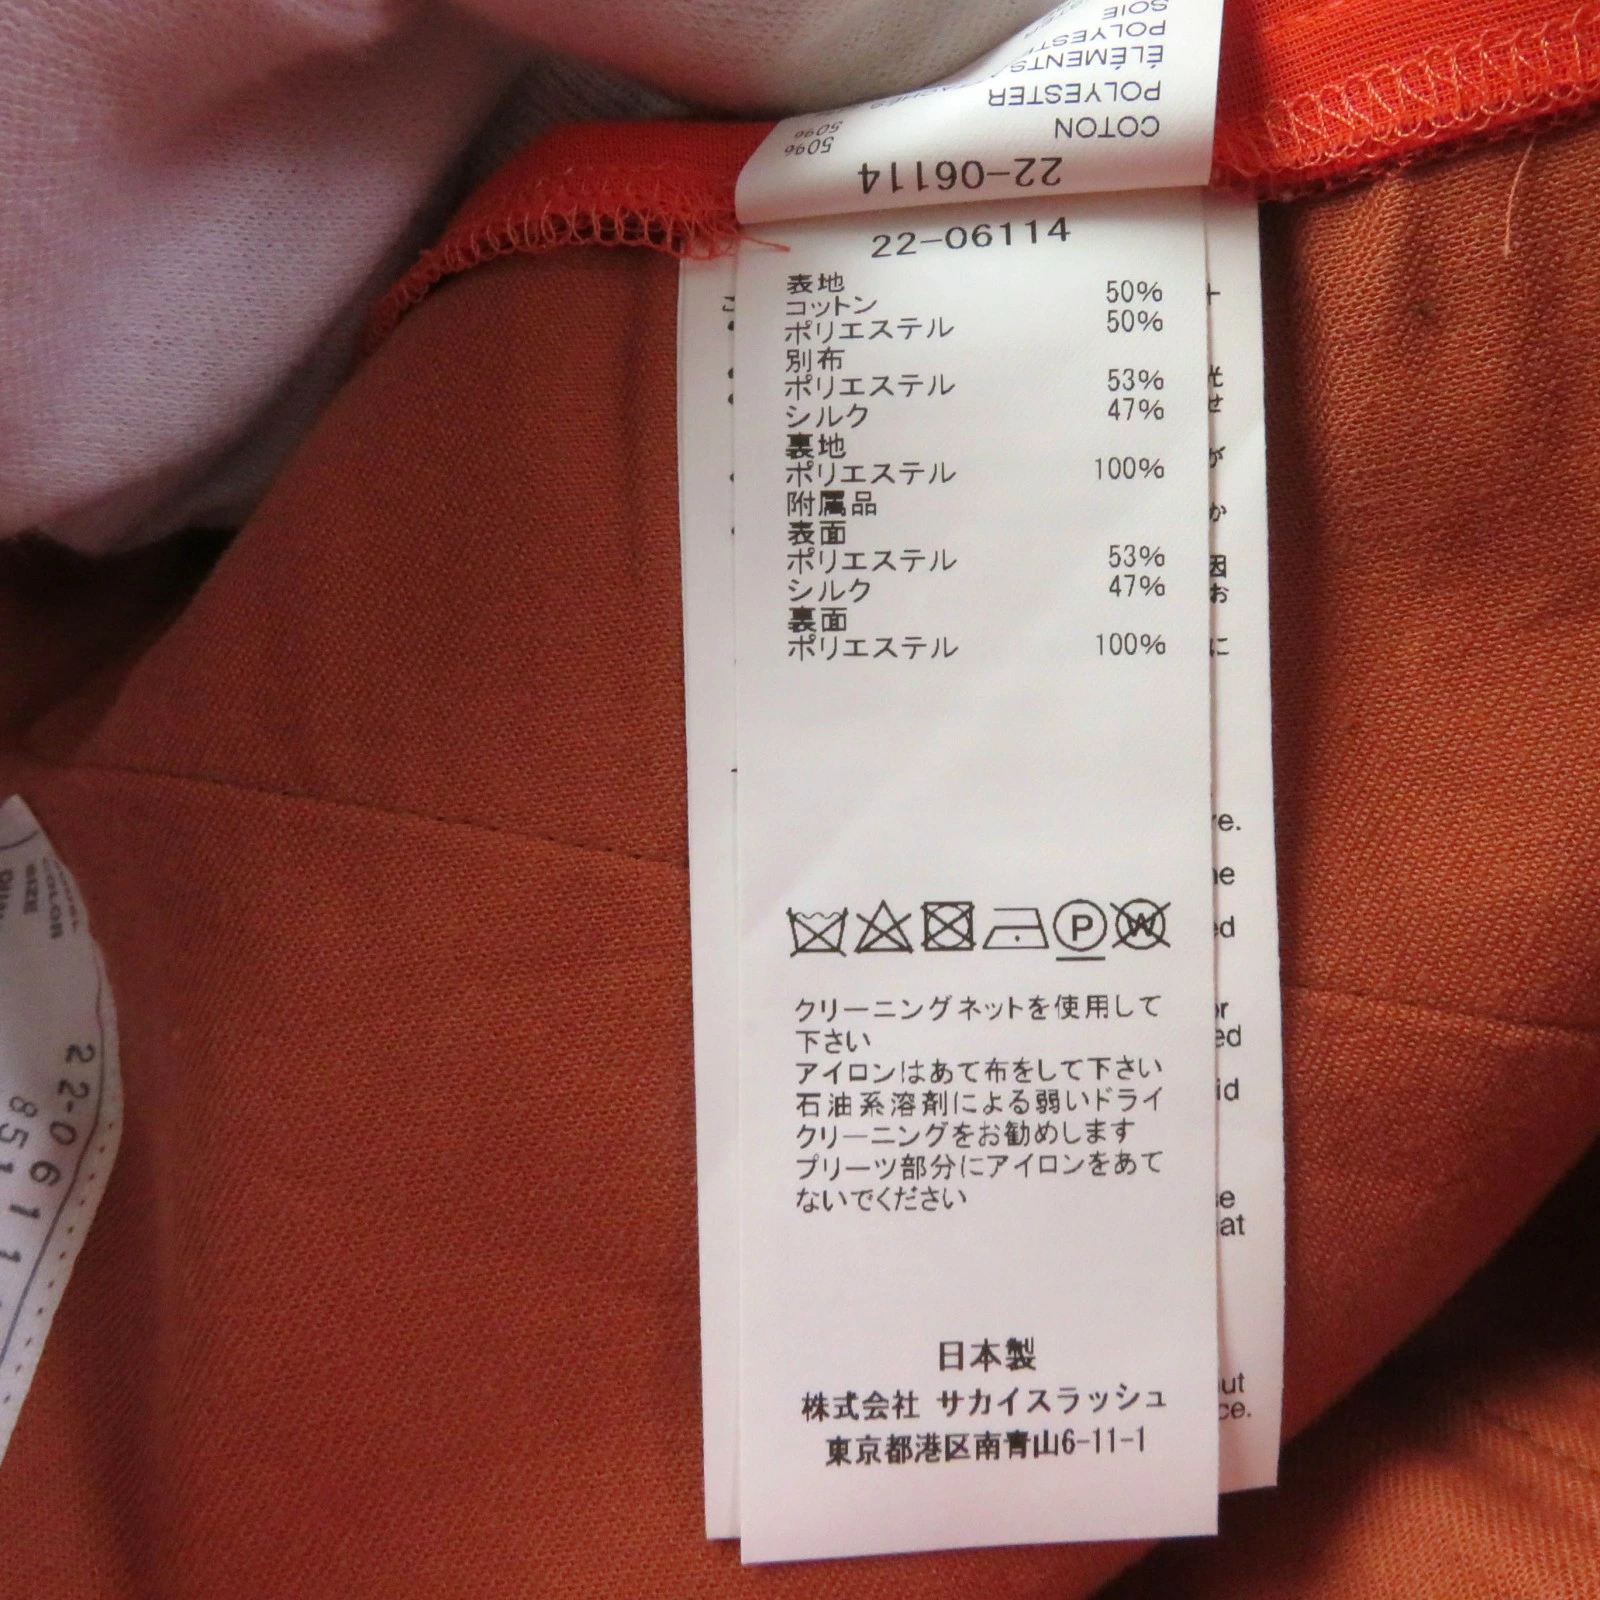 SOIE
ÉLÉMENTS
POLYESTER
COTON
22-06114
22-06114
表地
コットン 50%
ポリエステル 50%
別布
ポリエステル 53%
シルク 47%
裏地
ポリエステル 100%
附属品
表面
ポリエステル 53%
シルク 47%
裏面
ポリエステル 100%
P W
クリーニングネットを使用して
下さい
アイロンはあて布をして下さい
石油系溶剤による弱いドライ
クリーニングをお勧めします
プリーツ部分にアイロンをあて
ないでください
日本製
株式会社 サカイスラッシュ
東京都港区南青山6-11-1